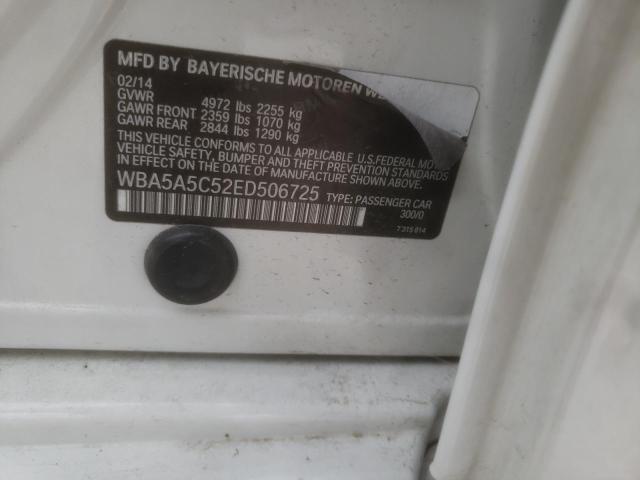 MFD BY BAYERISCHE MOTOREN
02/14
GVWR 4972 lbs 2255 kg
GAWR FRONT 2359 lbs 1070 kg
GAWR REAR 2844 lbs 1290 kg
THIS VEHICLE CONFORMS TO ALL APPLICABLE U.S.FEDERAL
VEHICLE SAFETY, BUMPER AND THEFT PREVENTION STANDARDS
IN EFFECT ON THE DATE OF MANUFACTURE
WBA5A5C52ED506725 TYPE: PASSENGER CAR
300/0
7 315 814